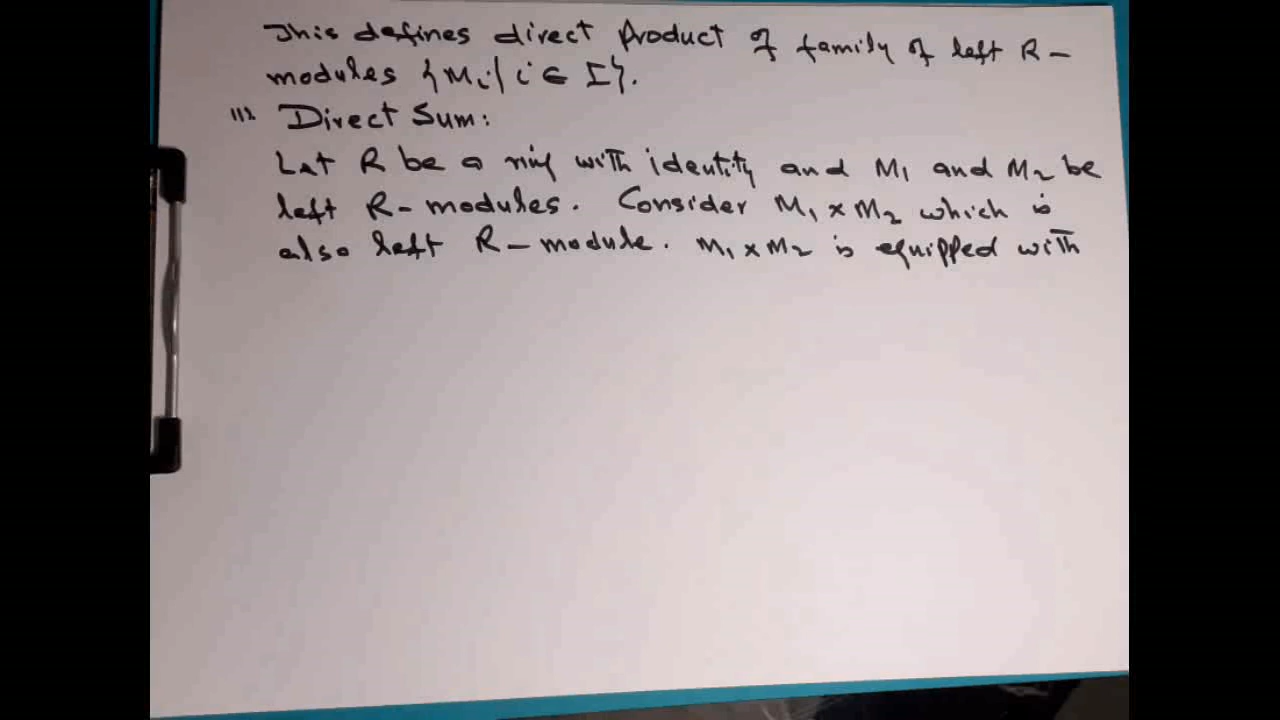 This defines direct product of family of left R-
modules {Mi / i ∈ I}.
III) Direct Sum:
Let R be a ring with identity and M1 and M2 be
left R-modules. Consider M1 × M2 which is
also left R-module. M1 × M2 is equipped with